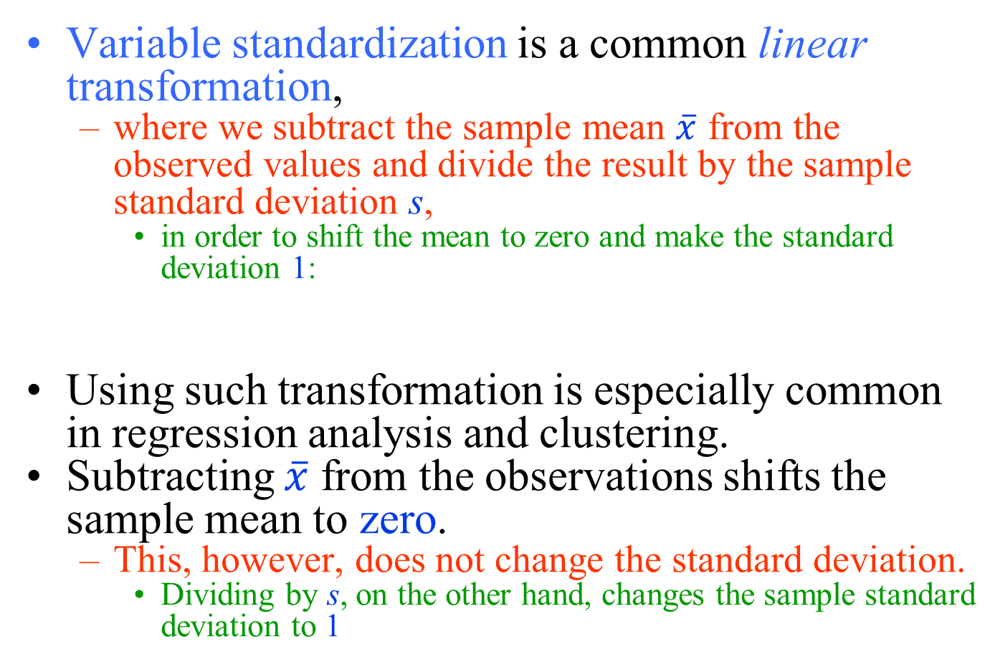 • Variable standardization is a common linear
transformation,
– where we subtract the sample mean x̄ from the
observed values and divide the result by the sample
standard deviation s,
• in order to shift the mean to zero and make the standard
deviation 1:
• Using such transformation is especially common
in regression analysis and clustering.
• Subtracting x̄ from the observations shifts the
sample mean to zero.
– This, however, does not change the standard deviation.
• Dividing by s, on the other hand, changes the sample standard
deviation to 1